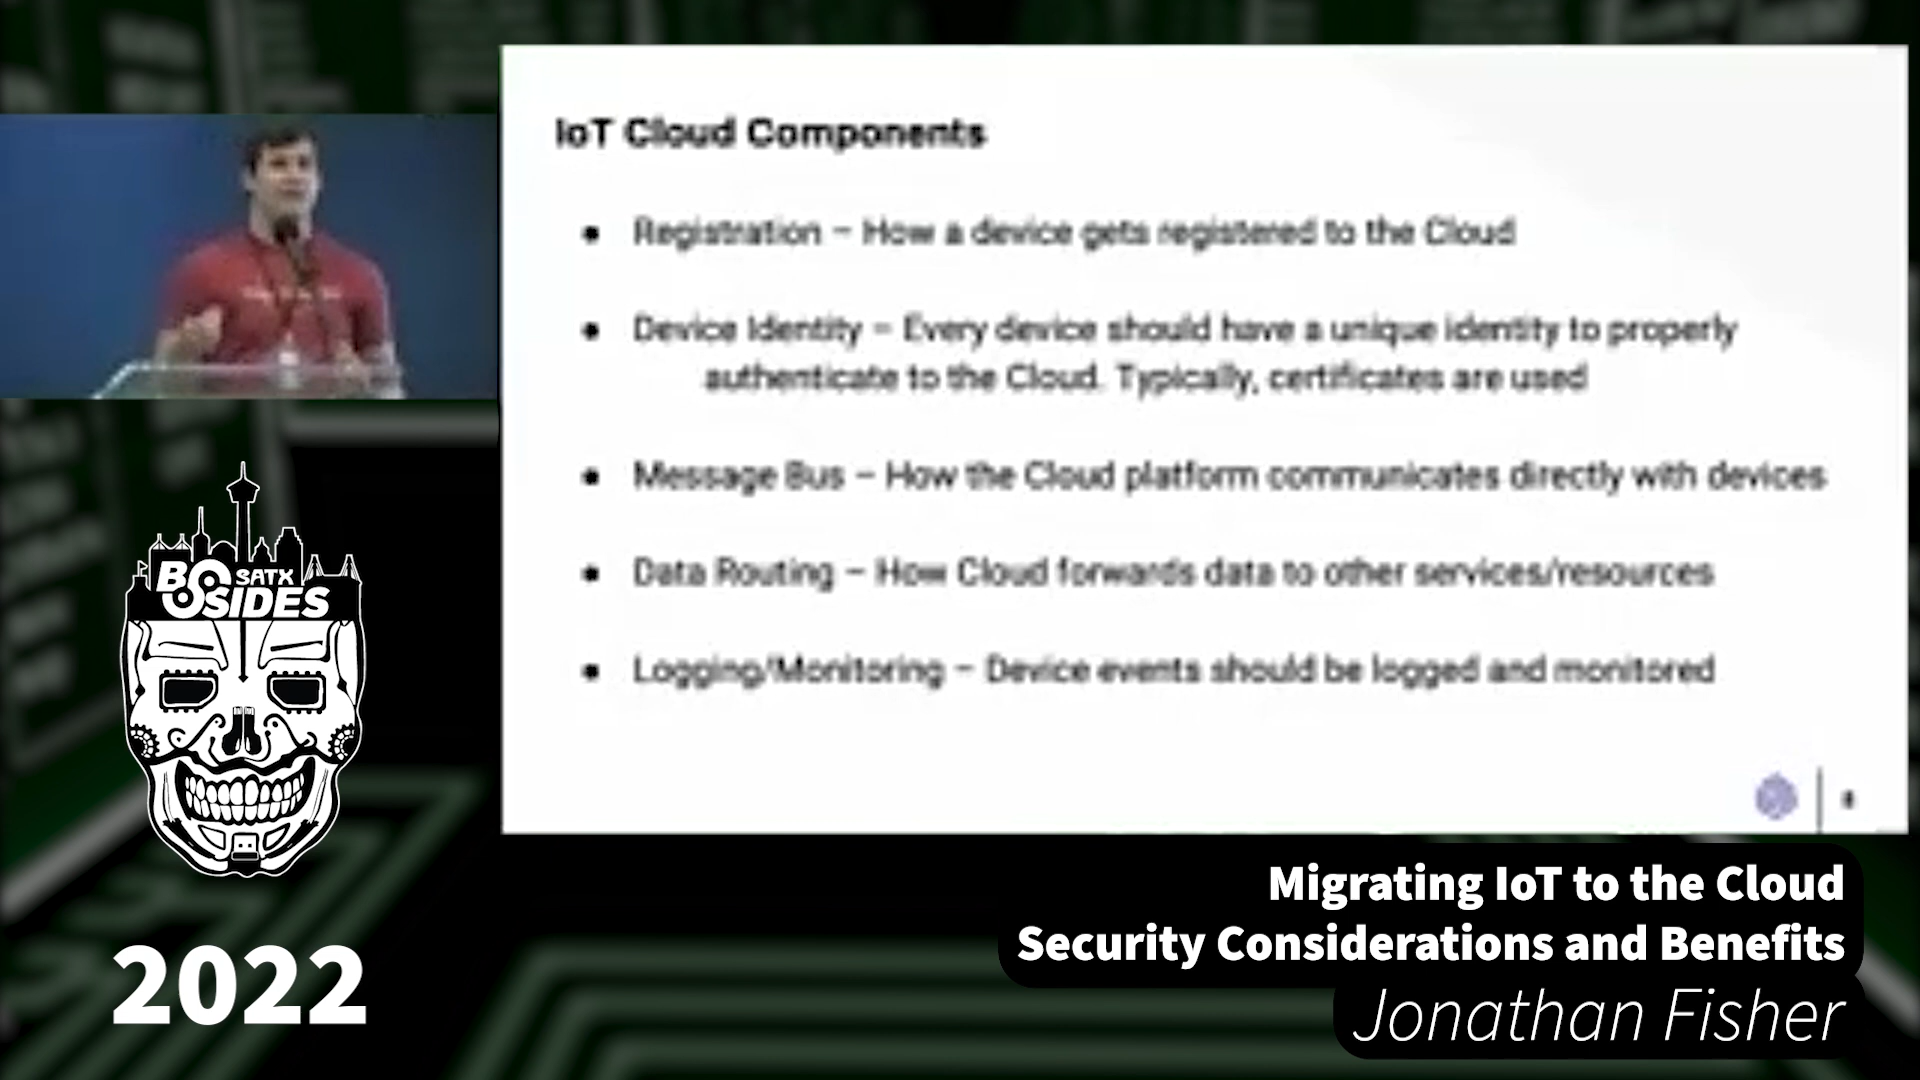 IoT Cloud Components
● Registration – How a device gets registered to the Cloud
● Device Identity – Every device should have a unique identity to properly
authenticate to the Cloud. Typically, certificates are used
● Message Bus – How the Cloud platform communicates directly with devices
● Data Routing – How Cloud forwards data to other services/resources
● Logging/Monitoring – Device events should be logged and monitored
BSIDES SATX
2022
Migrating IoT to the Cloud
Security Considerations and Benefits
Jonathan Fisher